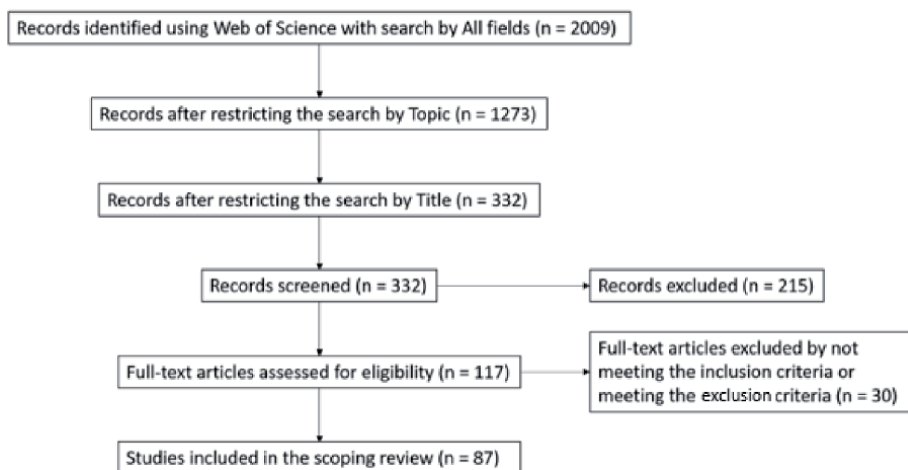 Records identified using Web of Science with search by All fields (n = 2009)
Records after restricting the search by Topic (n = 1273)
Records after restricting the search by Title (n = 332)
Records screened (n = 332)
Records excluded (n = 215)
Full-text articles assessed for eligibility (n = 117)
Full-text articles excluded by not
meeting the inclusion criteria or
meeting the exclusion criteria (n = 30)
Studies included in the scoping review (n = 87)